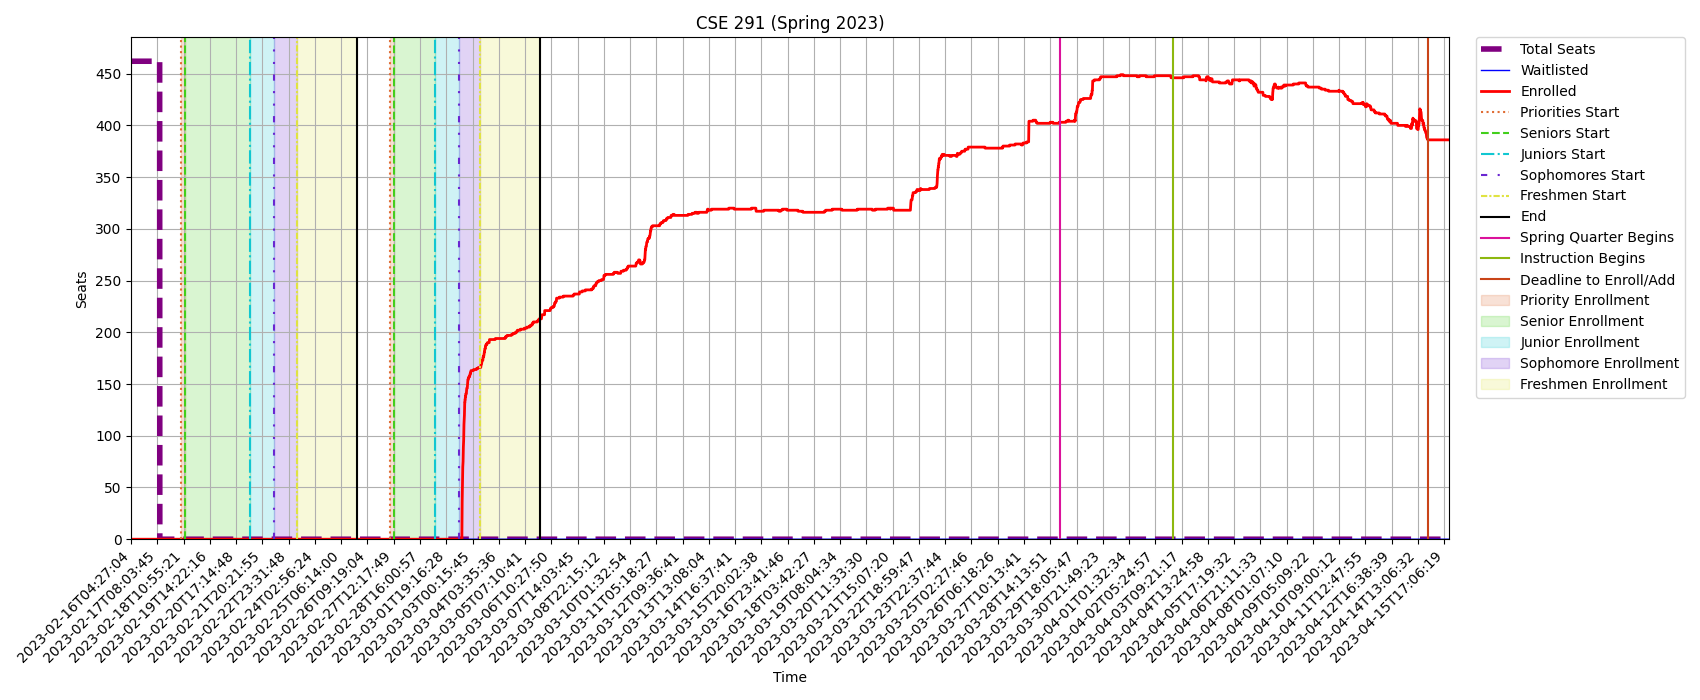 CSE 291 (Spring 2023)
Total Seats
Waitlisted
Enrolled
Priorities Start
Seniors Start
Juniors Start
Sophomores Start
Freshmen Start
End
Spring Quarter Begins
Instruction Begins
Deadline to Enroll/Add
Priority Enrollment
Senior Enrollment
Junior Enrollment
Sophomore Enrollment
Freshmen Enrollment
Seats
450
400
350
300
250
200
150
100
50
0
2023-02-16T04:27:04
2023-02-17T08:03:45
2023-02-18T10:55:21
2023-02-19T14:22:16
2023-02-20T17:14:48
2023-02-21T20:21:55
2023-02-22T23:31:48
2023-02-24T02:56:24
2023-02-25T06:14:00
2023-02-26T09:19:04
2023-02-27T12:17:49
2023-02-28T16:00:57
2023-03-01T19:16:28
2023-03-03T00:15:45
2023-03-04T03:35:36
2023-03-05T07:10:41
2023-03-06T10:27:50
2023-03-07T14:03:45
2023-03-08T22:15:12
2023-03-10T01:32:54
2023-03-11T05:18:27
2023-03-12T09:36:41
2023-03-13T13:08:04
2023-03-14T16:37:41
2023-03-15T20:02:38
2023-03-16T23:41:46
2023-03-18T03:42:27
2023-03-19T08:04:34
2023-03-20T11:33:30
2023-03-21T15:07:20
2023-03-22T18:59:47
2023-03-23T22:37:44
2023-03-25T02:27:46
2023-03-26T06:18:26
2023-03-27T10:13:41
2023-03-28T14:13:51
2023-03-29T18:05:47
2023-03-30T21:49:23
2023-04-01T01:32:34
2023-04-02T05:24:57
2023-04-03T09:21:17
2023-04-04T13:24:58
2023-04-05T17:19:32
2023-04-06T21:11:33
2023-04-08T01:07:10
2023-04-09T05:09:22
2023-04-10T09:00:12
2023-04-11T12:47:55
2023-04-12T16:38:39
2023-04-14T13:06:32
2023-04-15T17:06:19
Time